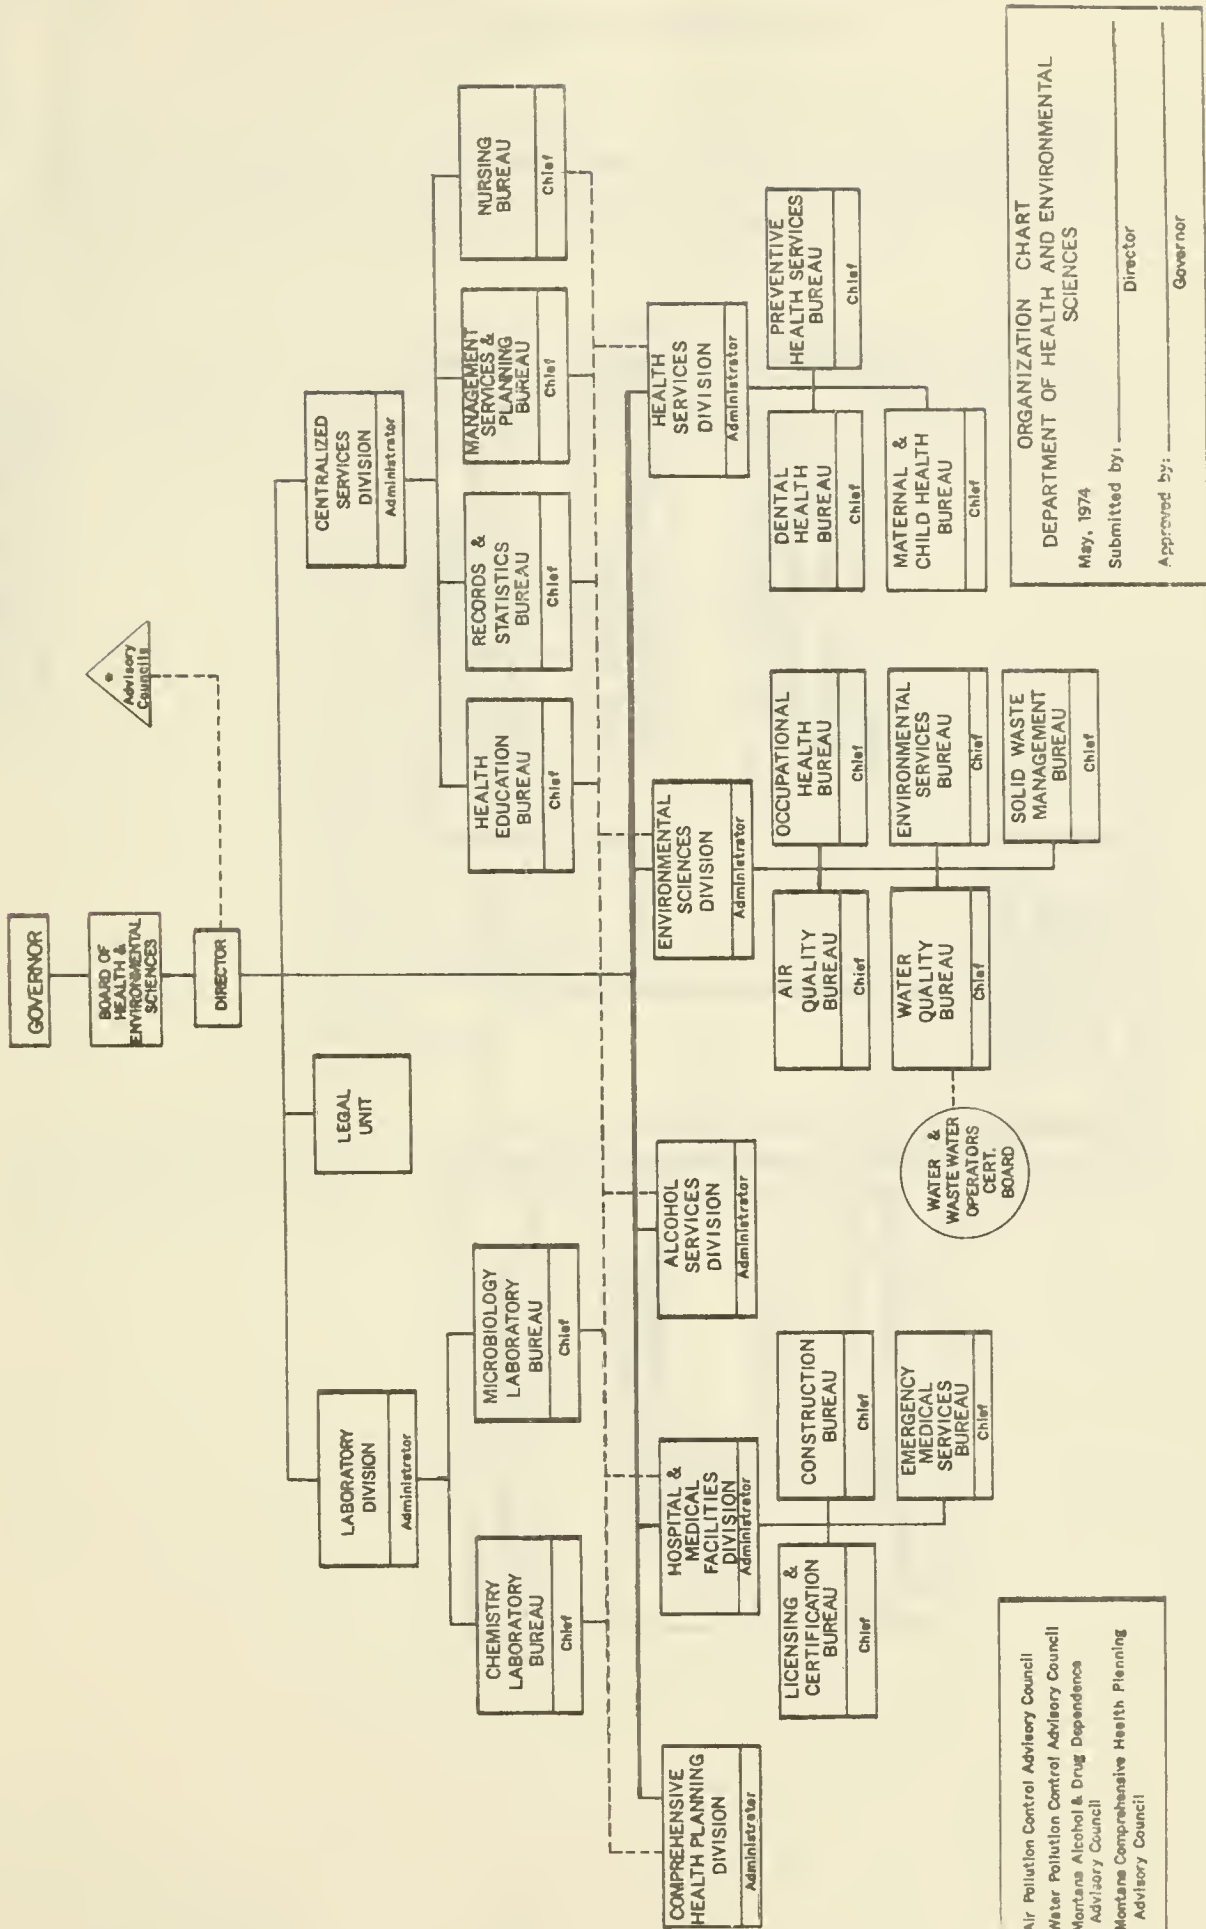 GOVERNOR
BOARD OF
HEALTH &
ENVIRONMENTAL
SCIENCES
DIRECTOR
*
Advisory
Councils
LABORATORY
DIVISION
Administrator
LEGAL
UNIT
CENTRALIZED
SERVICES
DIVISION
Administrator
CHEMISTRY
LABORATORY
BUREAU
Chief
MICROBIOLOGY
LABORATORY
BUREAU
Chief
HEALTH
EDUCATION
BUREAU
Chief
RECORDS &
STATISTICS
BUREAU
Chief
MANAGEMENT
SERVICES &
PLANNING
BUREAU
Chief
NURSING
BUREAU
Chief
COMPREHENSIVE
HEALTH PLANNING
DIVISION
Administrator
HOSPITAL &
MEDICAL
FACILITIES
DIVISION
Administrator
ALCOHOL
SERVICES
DIVISION
Administrator
ENVIRONMENTAL
SCIENCES
DIVISION
Administrator
HEALTH
SERVICES
DIVISION
Administrator
LICENSING &
CERTIFICATION
BUREAU
Chief
CONSTRUCTION
BUREAU
Chief
EMERGENCY
MEDICAL
SERVICES
BUREAU
Chief
AIR
QUALITY
BUREAU
Chief
OCCUPATIONAL
HEALTH
BUREAU
Chief
WATER
QUALITY
BUREAU
Chief
ENVIRONMENTAL
SERVICES
BUREAU
Chief
SOLID WASTE
MANAGEMENT
BUREAU
Chief
WATER &
WASTE WATER
OPERATORS
CERT.
BOARD
DENTAL
HEALTH
BUREAU
Chief
PREVENTIVE
HEALTH SERVICES
BUREAU
Chief
MATERNAL &
CHILD HEALTH
BUREAU
Chief
Air Pollution Control Advisory Council
Water Pollution Control Advisory Council
Montana Alcohol & Drug Dependence
Advisory Council
Montana Comprehensive Health Planning
Advisory Council
ORGANIZATION CHART
DEPARTMENT OF HEALTH AND ENVIRONMENTAL
SCIENCES
May, 1974
Submitted by:
Director
Approved by:
Governor